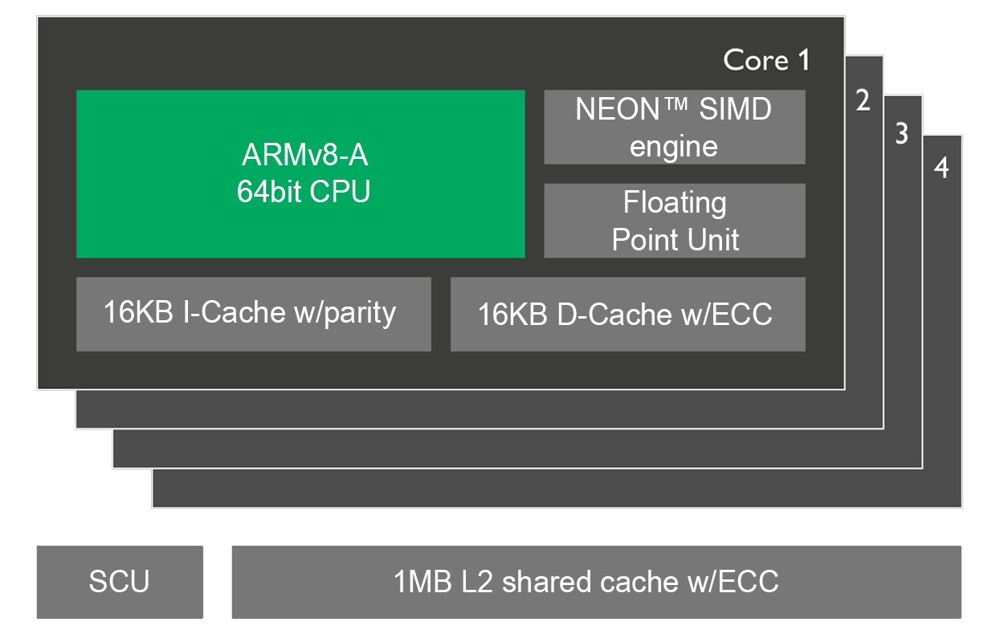 Core 1
2
3
4
ARMv8-A
64bit CPU
NEON™ SIMD
engine
Floating
Point Unit
16KB I-Cache w/parity
16KB D-Cache w/ECC
SCU
1MB L2 shared cache w/ECC